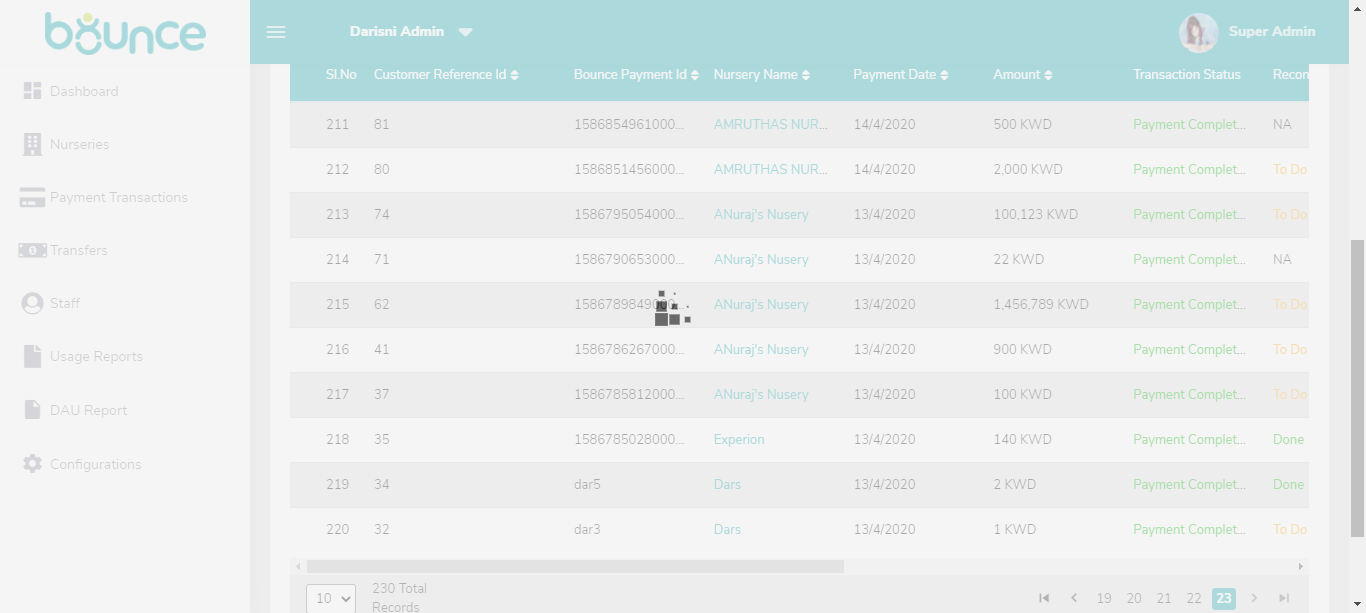 bounce
Darisni Admin
Super Admin
Dashboard
Nurseries
Payment Transactions
Transfers
Staff
Usage Reports
DAU Report
Configurations
Sl.No Customer Reference Id Bounce Payment Id Nursery Name Payment Date Amount Transaction Status Recon
211 81 1586854961000... AMRUTHAS NUR... 14/4/2020 500 KWD Payment Complet... NA
212 80 1586851456000... AMRUTHAS NUR... 14/4/2020 2,000 KWD Payment Complet... To Do
213 74 1586795054000... ANuraj's Nusery 13/4/2020 100,123 KWD Payment Complet... To Do
214 71 1586790653000... ANuraj's Nusery 13/4/2020 22 KWD Payment Complet... NA
215 62 1586789849000... ANuraj's Nusery 13/4/2020 1,456,789 KWD Payment Complet... To Do
216 41 1586786267000... ANuraj's Nusery 13/4/2020 900 KWD Payment Complet... To Do
217 37 1586785812000... ANuraj's Nusery 13/4/2020 100 KWD Payment Complet... To Do
218 35 1586785028000... Experion 13/4/2020 140 KWD Payment Complet... Done
219 34 dar5 Dars 13/4/2020 2 KWD Payment Complet... Done
220 32 dar3 Dars 13/4/2020 1 KWD Payment Complet... To Do
10
230 Total
Records
19 20 21 22 23